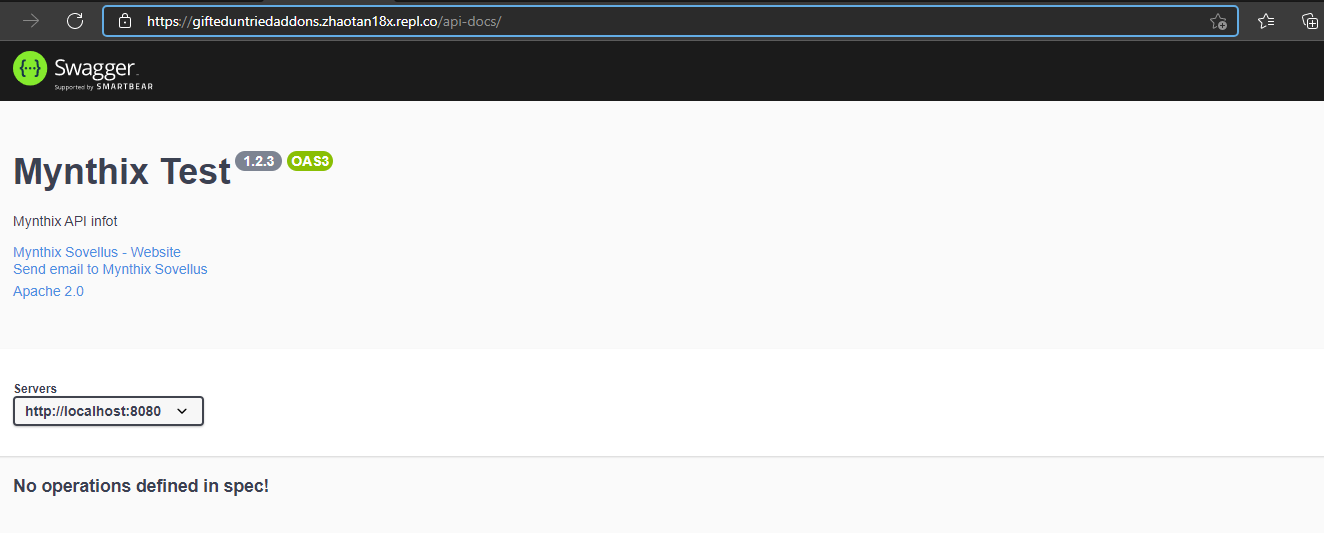 https://gifteduntriedaddons.zhaotan18x.repl.co/api-docs/
{··} Swagger.
Supported by SMARTBEAR
Mynthix Test 1.2.3 OAS3
Mynthix API infot
Mynthix Sovellus - Website
Send email to Mynthix Sovellus
Apache 2.0
Servers
http://localhost:8080
No operations defined in spec!